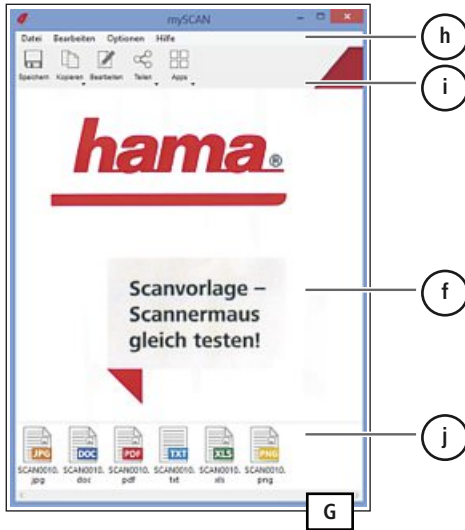 mySCAN
Datei Bearbeiten Optionen Hilfe
h
Speichern Kopieren Bearbeiten Teilen Apps
i
hama®
Scanvorlage –
Scannermaus
gleich testen!
f
JPG DOC PDF TXT XLS PNG
j
SCAN0010. SCAN0010. SCAN0010. SCAN0010. SCAN0010. SCAN0010.
jpg doc pdf txt xls png
G